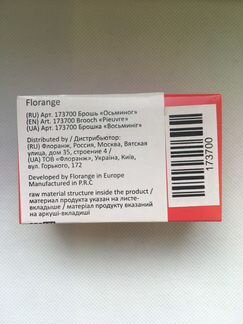 Florange
(RU) Арт. 173700 Брошь «Осьминог»
(EN) Art. 173700 Brooch «Pieuvre»
(UA) Арт. 173700 Брошка «Восьминіг»
Distributed by / Дистрибьютор:
(RU) Флоранж, Россия, Москва, Вятская
улица, дом 35, строение 4 /
(UA) ТОВ «Флоранж», Україна, Київ,
вул. Горького, 172
Developed by Florange in Europe
Manufactured in P.R.C
raw material structure inside the product /
материал продукта указан на листе-
вкладыше / матеріал продукту вказаний
на аркуші-вкладиші
173700